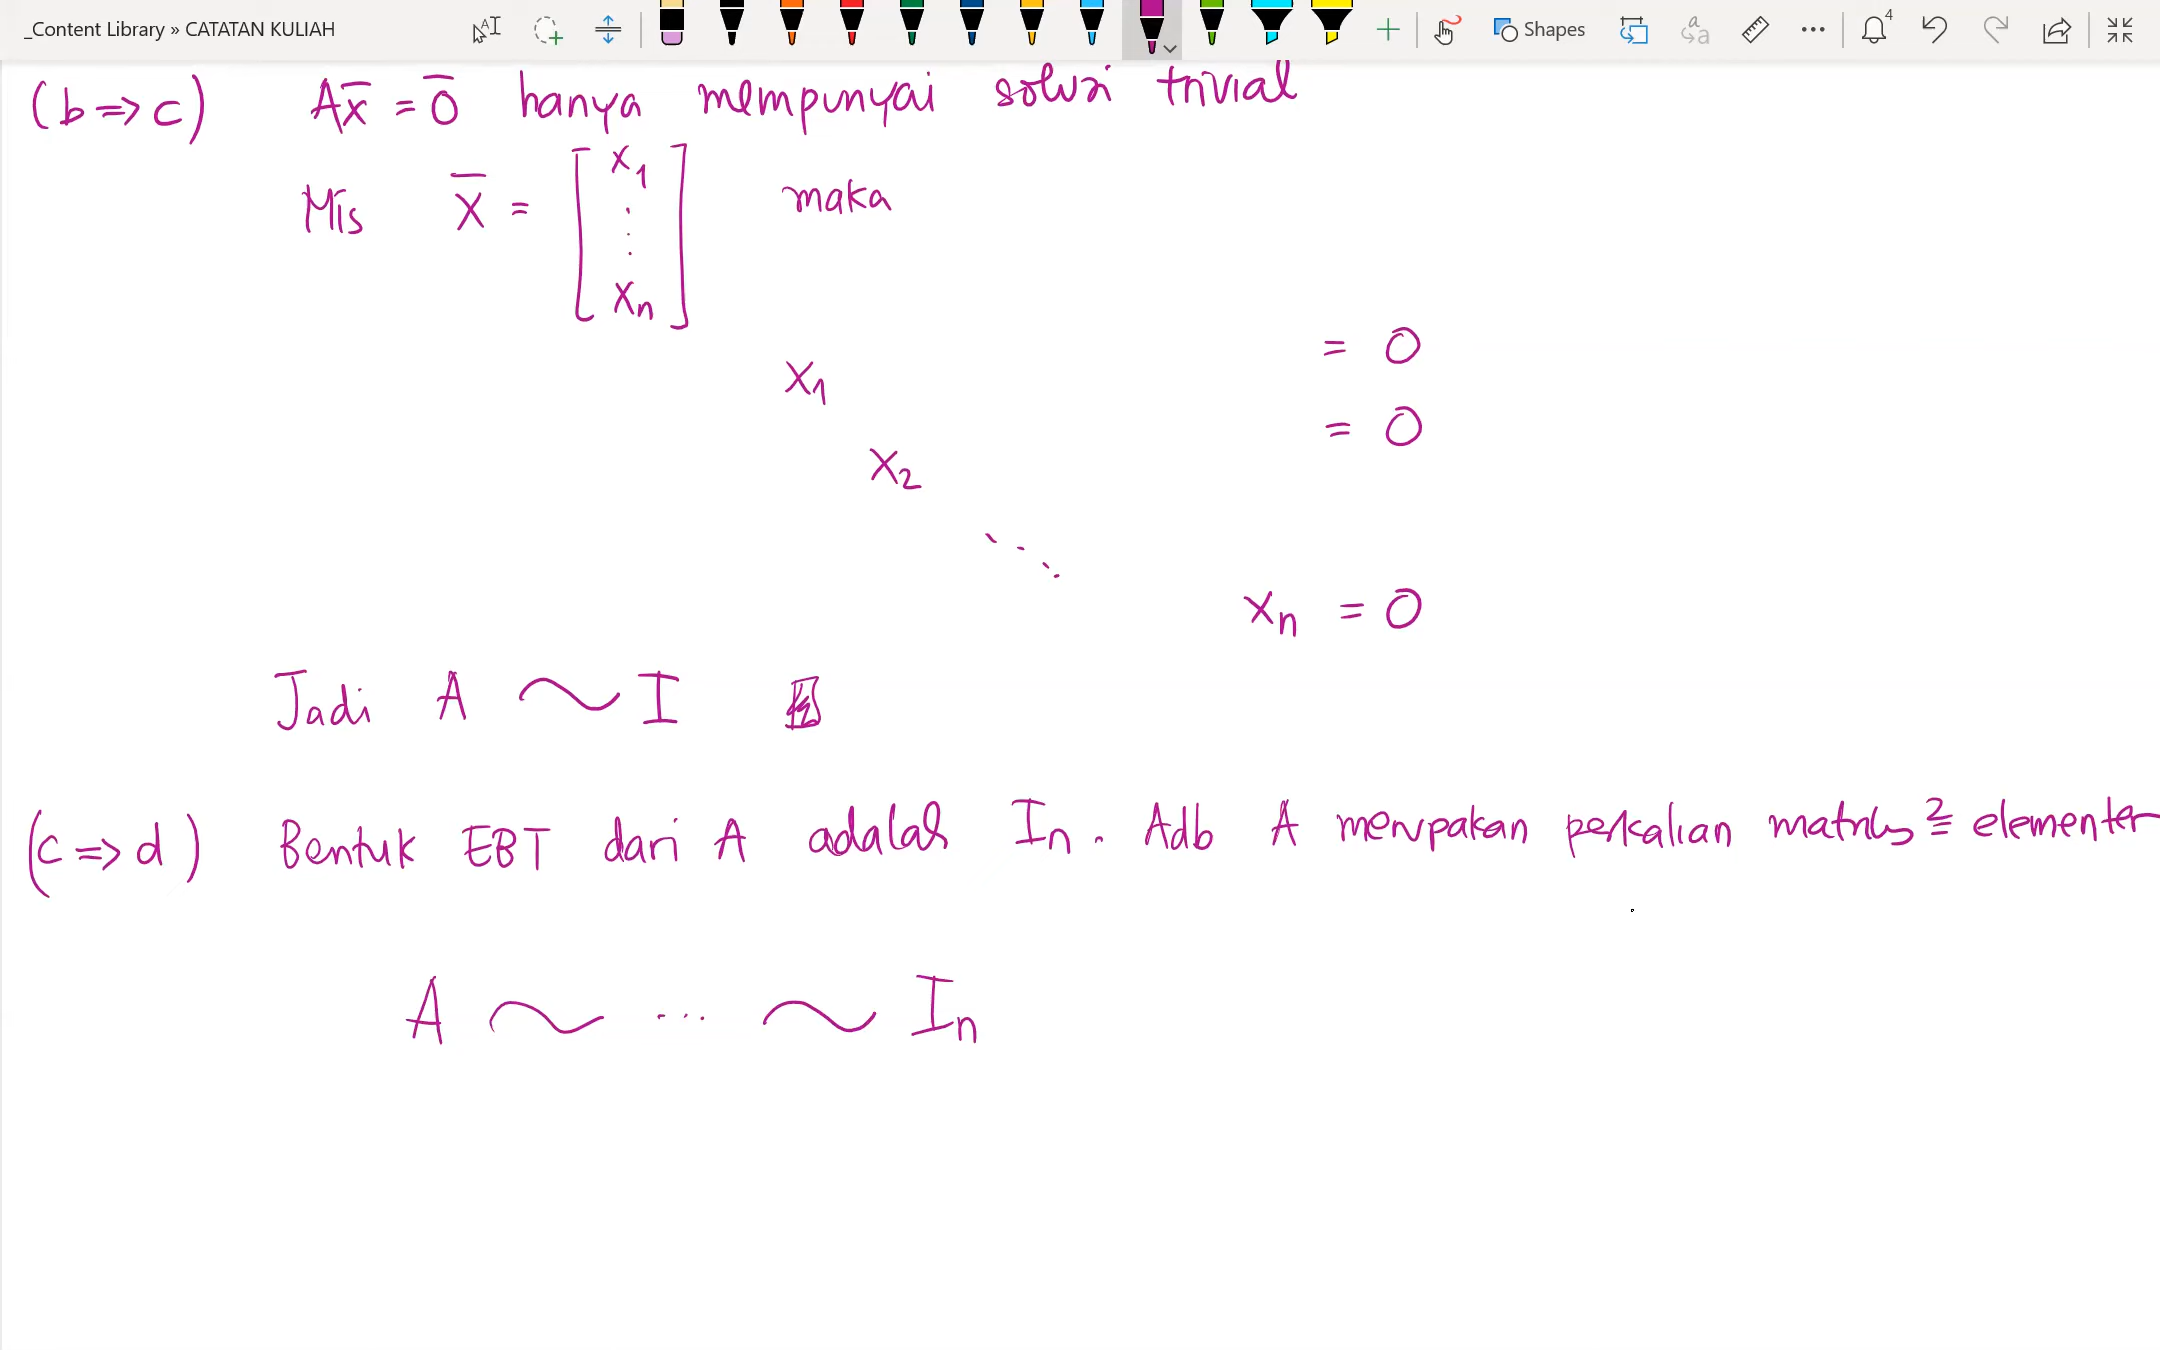 _Content Library » CATATAN KULIAH
Shapes
4
(b => c) Ax̄ = 0̄ hanya mempunyai solusi trivial
Mis X̄ = [x₁ ⋮ xₙ] maka
x₁ = 0
x₂ = 0
⋱
xₙ = 0
Jadi A ~ I
(c => d) Bentuk EBT dari A adalah Iₙ. Adb A merupakan perkalian matriks² elementer
A ~ ... ~ Iₙ